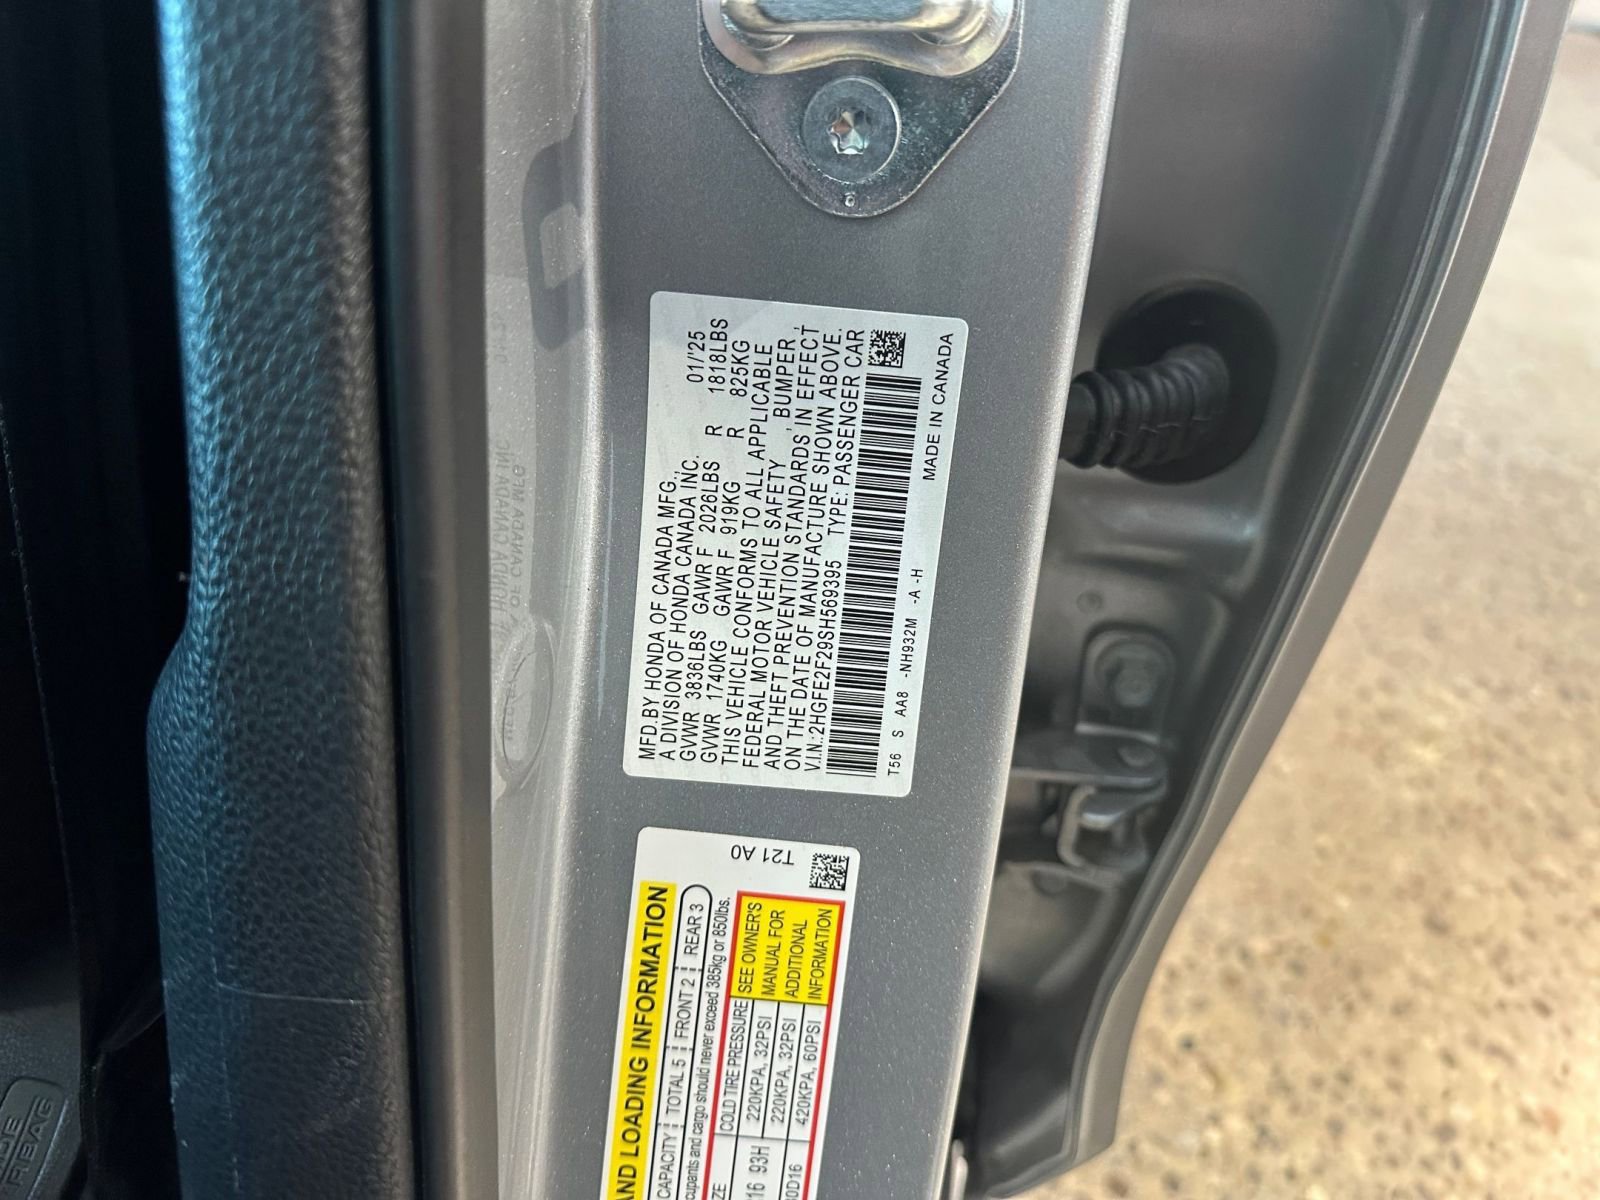 MFD.BY HONDA OF CANADA MFG.,
A DIVISION OF HONDA CANADA INC. 01/'25
GVWR 3836LBS GAWR F 2026LBS R 1818LBS
GVWR 1740KG GAWR F 919KG R 825KG
THIS VEHICLE CONFORMS TO ALL APPLICABLE
FEDERAL MOTOR VEHICLE SAFETY , BUMPER ,
AND THEFT PREVENTION STANDARDS IN EFFECT
ON THE DATE OF MANUFACTURE SHOWN ABOVE.
V.I.N.:2HGFE2F29SH569395 TYPE: PASSENGER CAR
T56 S AA8 -NH932M -A -H MADE IN CANADA
T21 A0
AND LOADING INFORMATION
CAPACITY TOTAL 5 FRONT 2 REAR 3
cupants and cargo should never exceed 385kg or 850lbs.
ZE COLD TIRE PRESSURE
16 93H 220KPA, 32PSI
220KPA, 32PSI
0D16 420KPA, 60PSI
SEE OWNER'S
MANUAL FOR
ADDITIONAL
INFORMATION